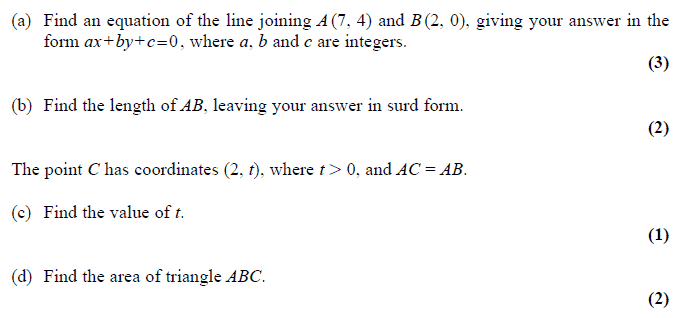 (a) Find an equation of the line joining A (7, 4) and B (2, 0), giving your answer in the
form ax+by+c=0, where a, b and c are integers.
(3)
(b) Find the length of AB, leaving your answer in surd form.
(2)
The point C has coordinates (2, t), where t > 0, and AC = AB.
(c) Find the value of t.
(1)
(d) Find the area of triangle ABC.
(2)